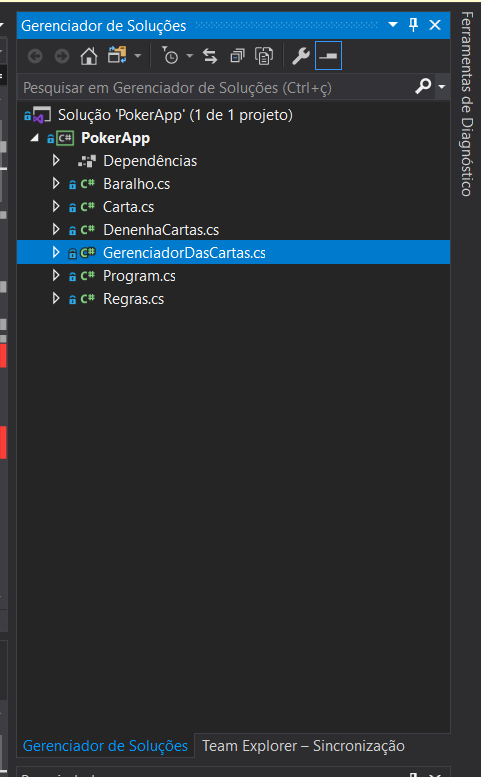 Gerenciador de Soluções
Pesquisar em Gerenciador de Soluções (Ctrl+ç)
Solução 'PokerApp' (1 de 1 projeto)
C# PokerApp
Dependências
C# Baralho.cs
C# Carta.cs
C# DenenhaCartas.cs
C# GerenciadorDasCartas.cs
C# Program.cs
C# Regras.cs
Gerenciador de Soluções
Team Explorer – Sincronização
Ferramentas de Diagnóstico